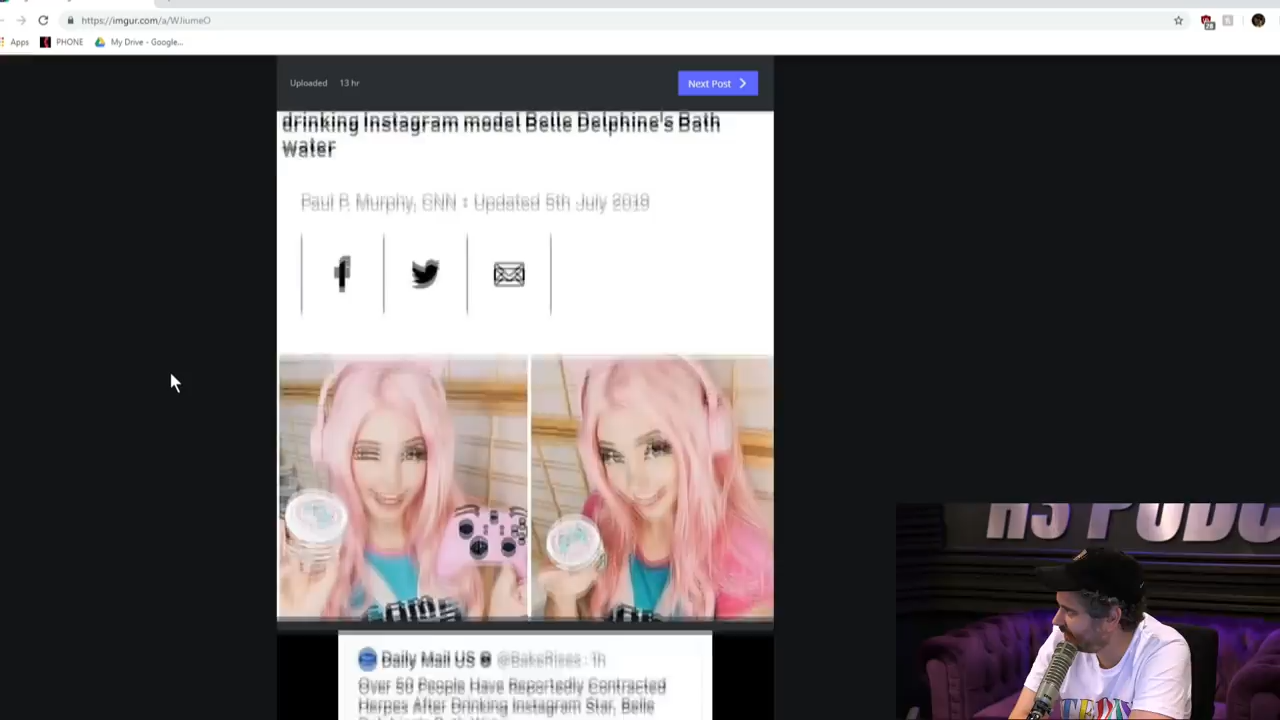 https://imgur.com/a/WJiumeO
Apps PHONE My Drive - Google...
Uploaded 13 hr
Next Post
drinking Instagram model Belle Delphine's Bath
water
Paul P. Murphy, CNN • Updated 5th July 2019
H3 PODC
Daily Mail US @BakeRises · 1h
Over 50 People Have Reportedly Contracted
Herpes After Drinking Instagram Star, Belle